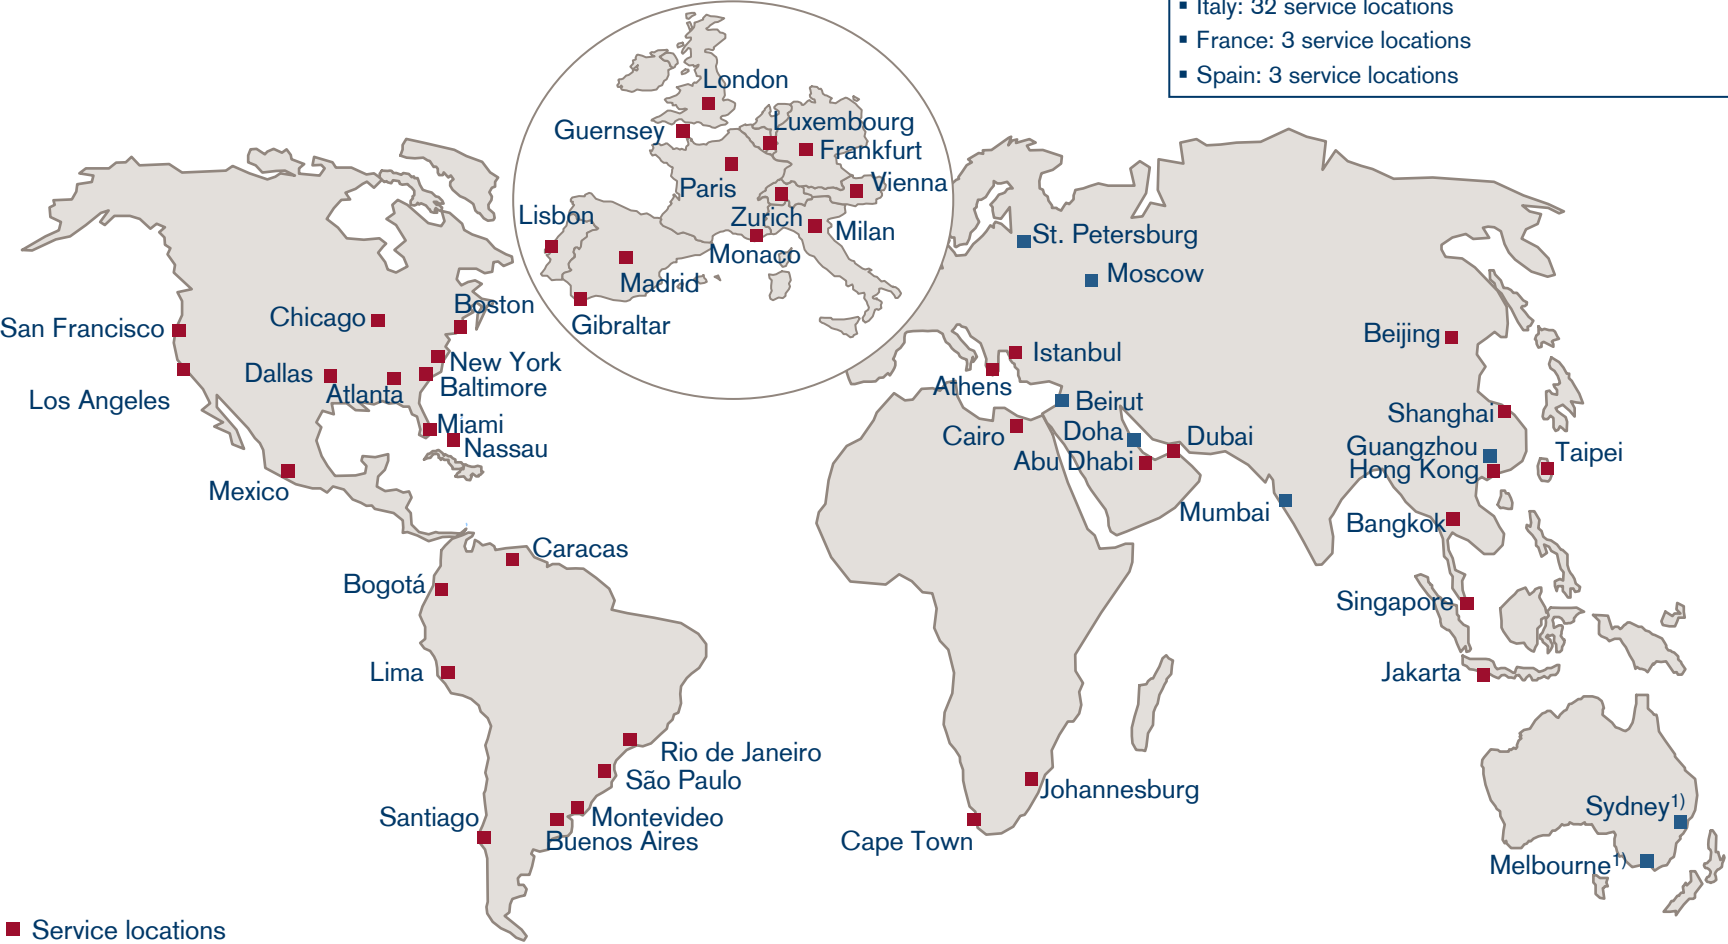 ▪ Italy: 32 service locations
▪ France: 3 service locations
▪ Spain: 3 service locations
London
Guernsey
Luxembourg
Frankfurt
Paris
Vienna
Lisbon
Zurich
Milan
Monaco
Madrid
Gibraltar
St. Petersburg
Moscow
San Francisco
Chicago
Boston
New York
Dallas
Atlanta
Baltimore
Los Angeles
Miami
Nassau
Mexico
Istanbul
Athens
Beirut
Cairo
Doha
Dubai
Abu Dhabi
Mumbai
Beijing
Shanghai
Guangzhou
Hong Kong
Taipei
Bangkok
Singapore
Jakarta
Caracas
Bogotá
Lima
Rio de Janeiro
São Paulo
Santiago
Montevideo
Buenos Aires
Johannesburg
Cape Town
Sydney1)
Melbourne1)
Service locations